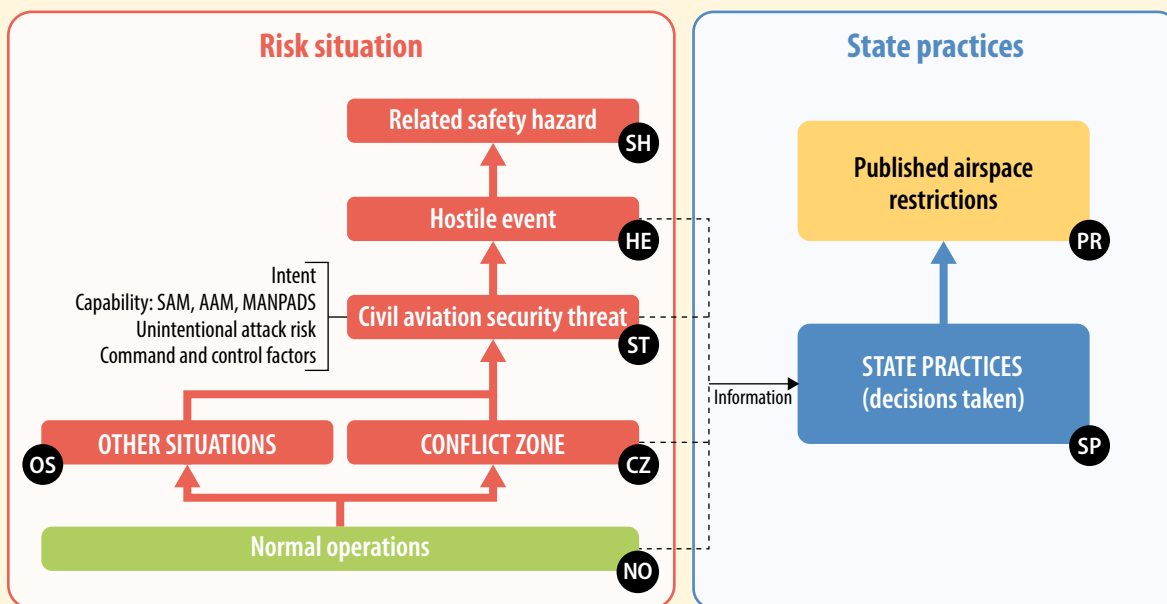 Risk situation
Related safety hazard
SH
Hostile event
HE
Intent
Capability: SAM, AAM, MANPADS
Unintentional attack risk
Command and control factors
Civil aviation security threat
ST
OTHER SITUATIONS
OS
CONFLICT ZONE
CZ
Normal operations
NO
Information
State practices
Published airspace
restrictions
PR
STATE PRACTICES
(decisions taken)
SP